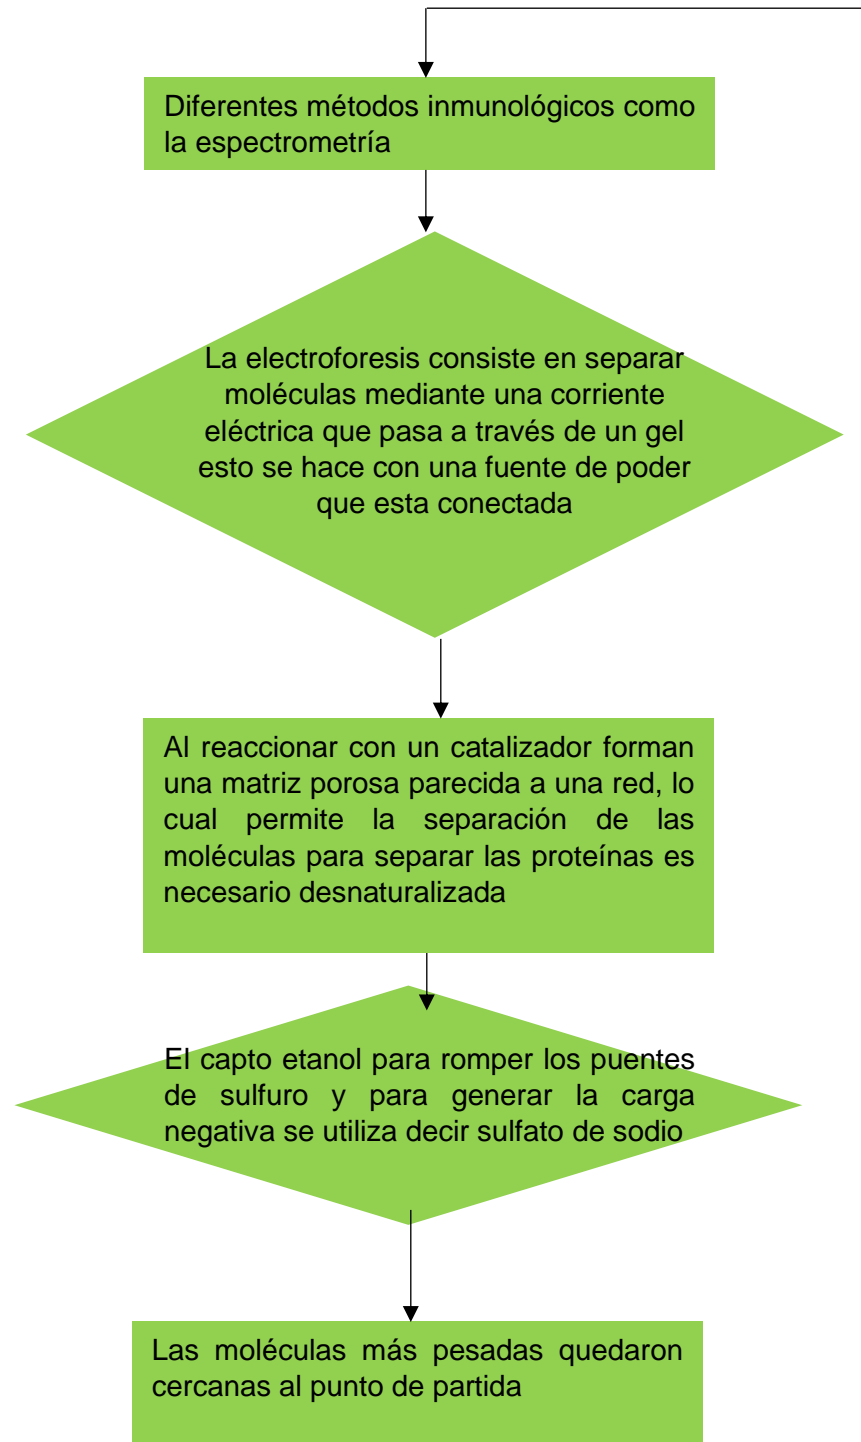 Diferentes métodos inmunológicos como
la espectrometría
La electroforesis consiste en separar
moléculas mediante una corriente
eléctrica que pasa a través de un gel
esto se hace con una fuente de poder
que esta conectada
Al reaccionar con un catalizador forman
una matriz porosa parecida a una red, lo
cual permite la separación de las
moléculas para separar las proteínas es
necesario desnaturalizada
El capto etanol para romper los puentes
de sulfuro y para generar la carga
negativa se utiliza decir sulfato de sodio
Las moléculas más pesadas quedaron
cercanas al punto de partida